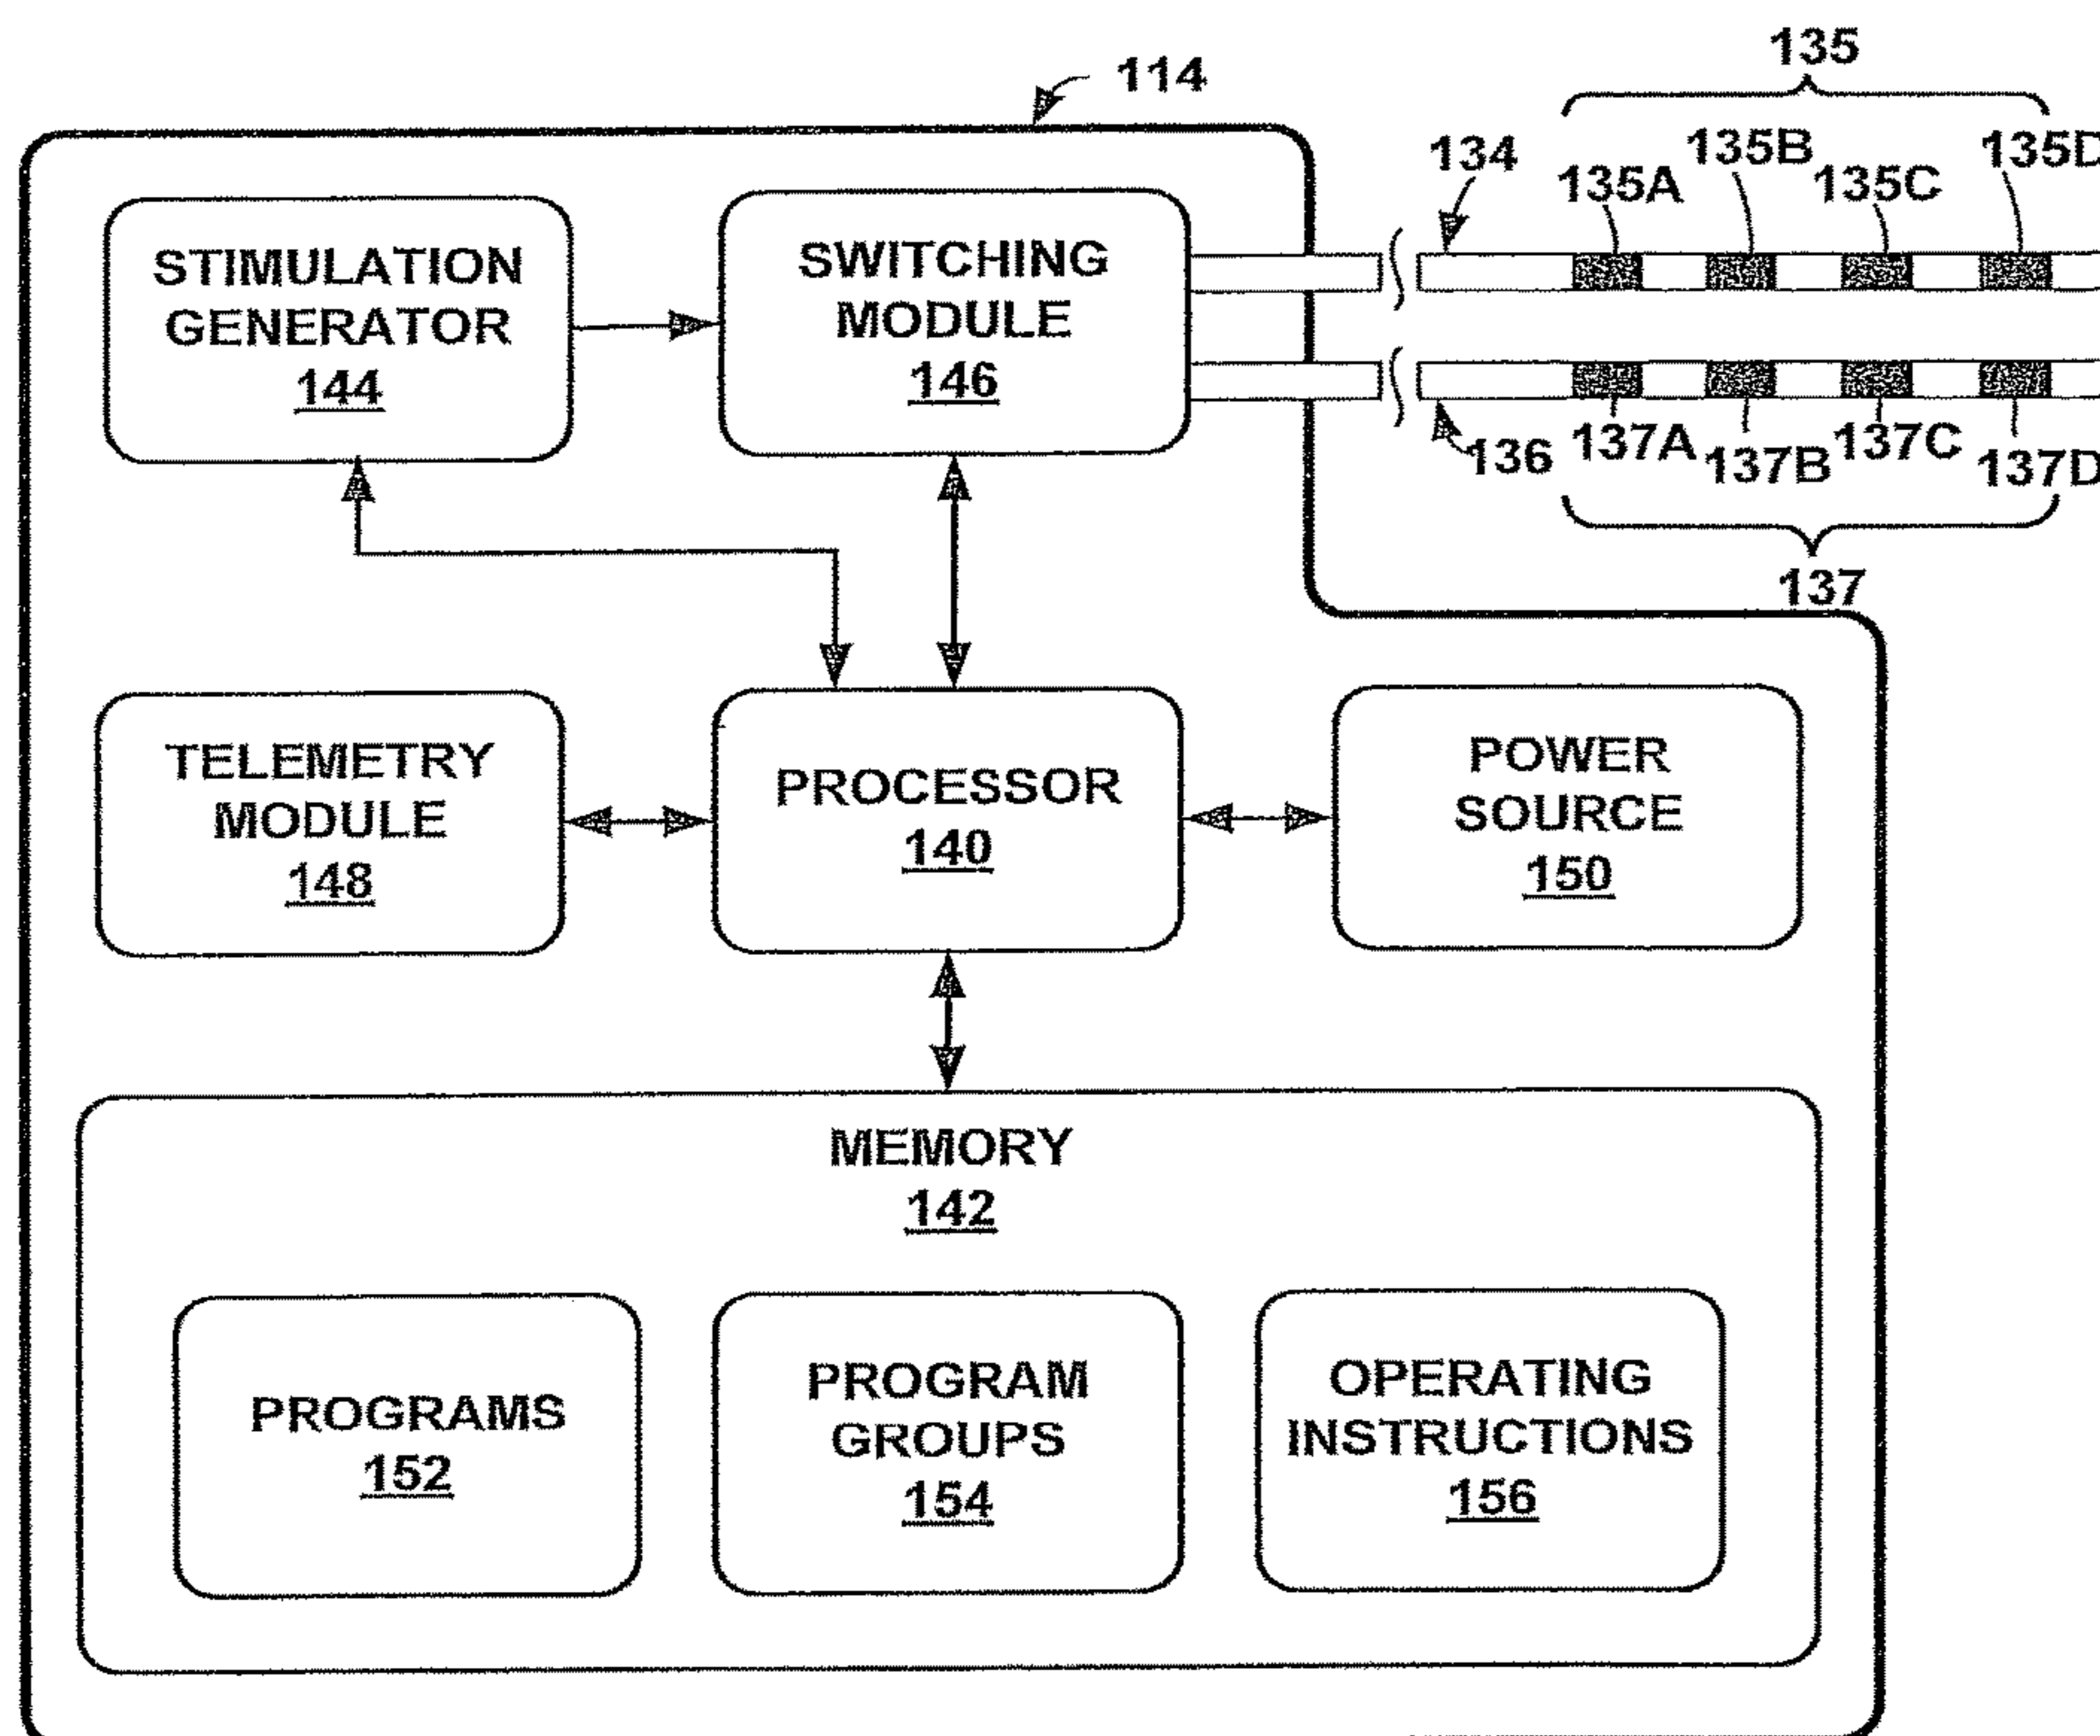 114
135
134
135A
135B
135C
135D
STIMULATION
GENERATOR
144
SWITCHING
MODULE
146
136
137A
137B
137C
137D
137
TELEMETRY
MODULE
148
PROCESSOR
140
POWER
SOURCE
150
MEMORY
142
PROGRAMS
152
PROGRAM
GROUPS
154
OPERATING
INSTRUCTIONS
156